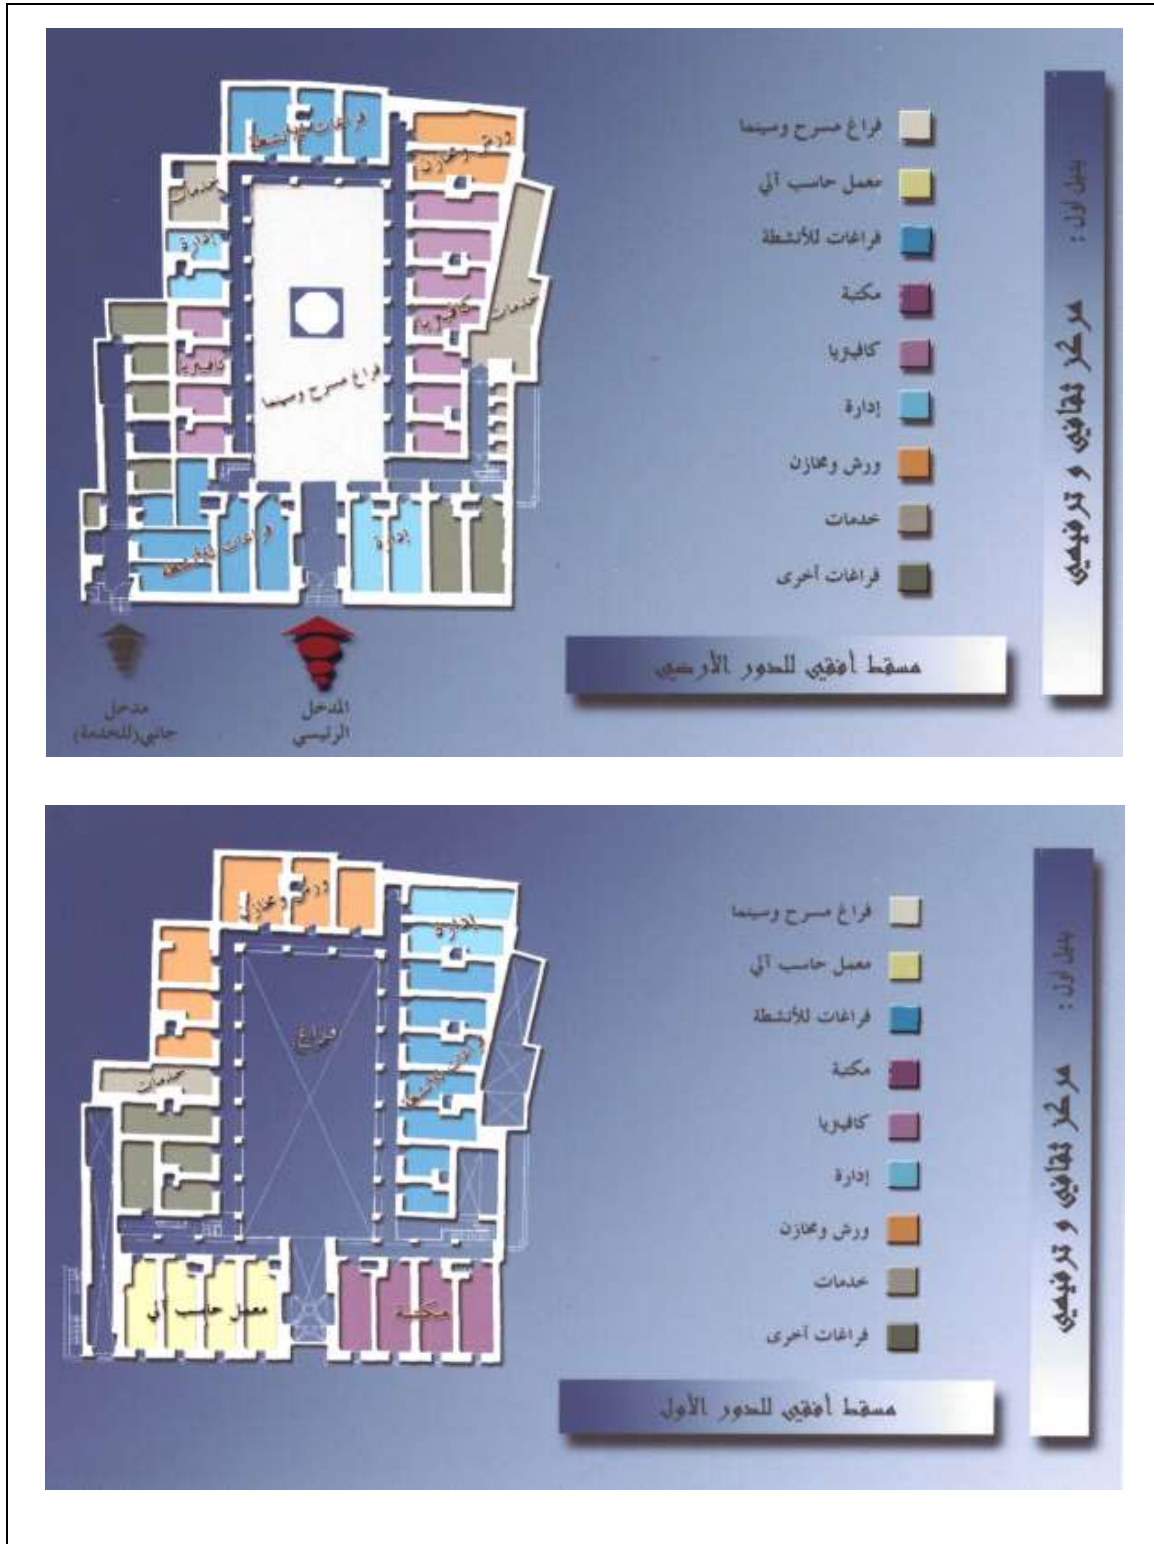 فراغات للأنشطة
ورش ومخازن
خدمات
إدارة
كافيتريا
كافيتريا
خدمات
فراغ مسرح وسينما
فراغات للأنشطة
إدارة
المدخل
الرئيسي
مدخل
جانبي(للخدمة)
فراغ مسرح وسينما
معمل حاسب آلي
فراغات للأنشطة
مكتبة
كافيتريا
إدارة
ورش ومخازن
خدمات
فراغات آخرى
مسقط أفقي للدور الأرضي
بديل أول :
مركز ثقافي و ترفيهي
ورش ومخازن
إدارة
فراغ
فراغات للأنشطة
خدمات
معمل حاسب آلي
مكتبة
فراغ مسرح وسينما
معمل حاسب آلي
فراغات للأنشطة
مكتبة
كافيتريا
إدارة
ورش ومخازن
خدمات
فراغات آخرى
مسقط أفقي للدور الأول
بديل أول :
مركز ثقافي و ترفيهي